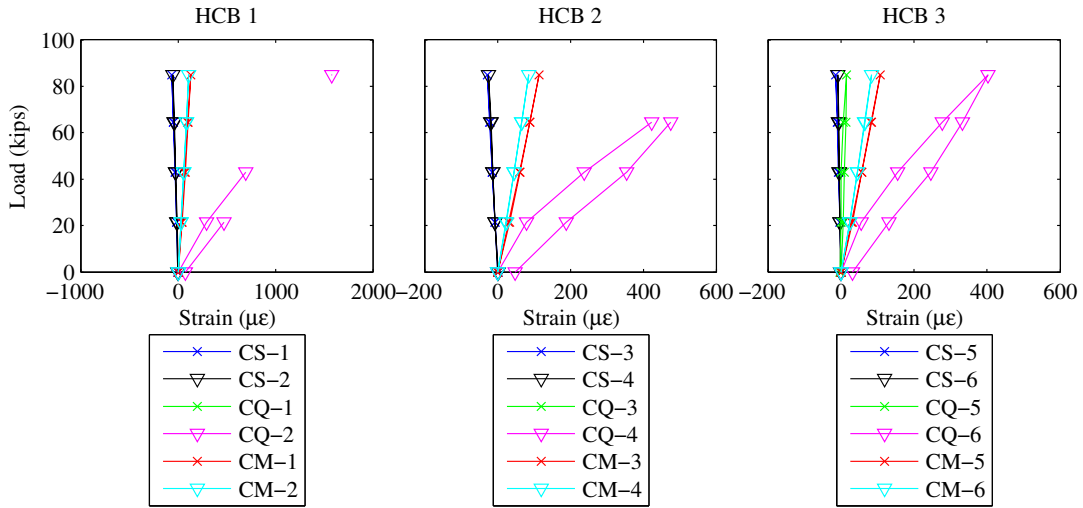 HCB 1
HCB 2
HCB 3
Load (kips)
100
80
60
40
20
0
−1000 0 1000 2000
−200 0 200 400 600
−200 0 200 400 600
Strain (µε)
Strain (µε)
Strain (µε)
CS−1
CS−2
CQ−1
CQ−2
CM−1
CM−2
CS−3
CS−4
CQ−3
CQ−4
CM−3
CM−4
CS−5
CS−6
CQ−5
CQ−6
CM−5
CM−6